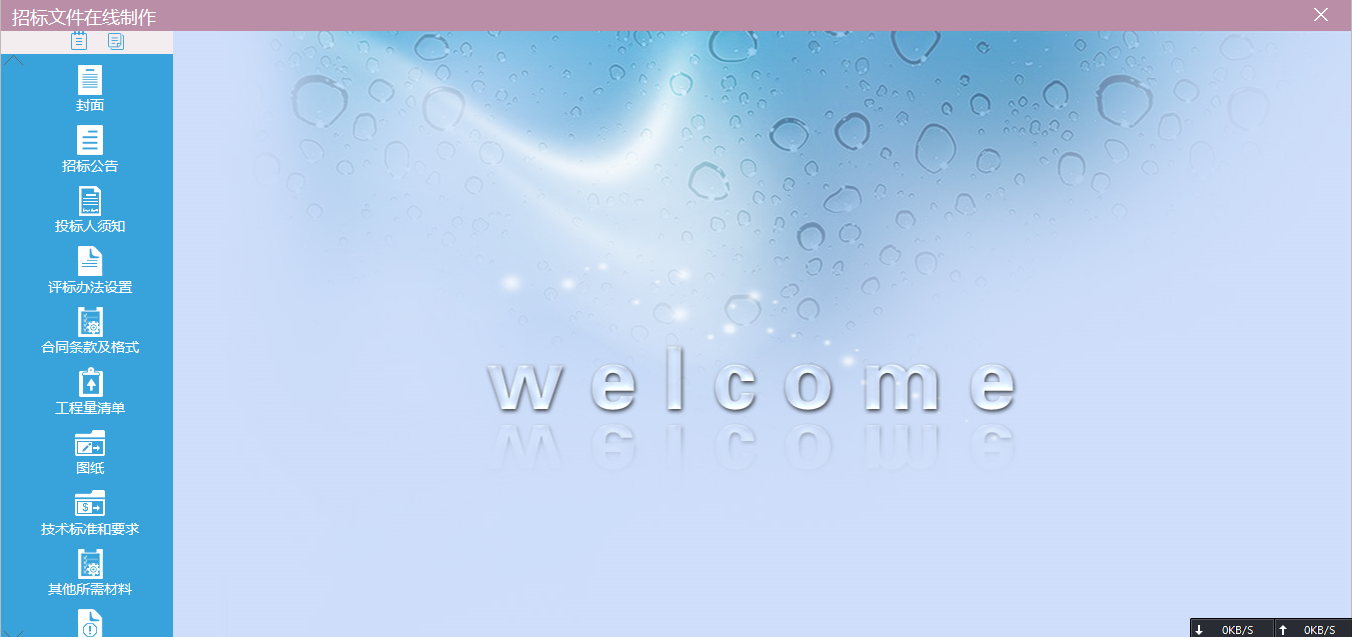 招标文件在线制作
封面
招标公告
投标人须知
评标办法设置
合同条款及格式
工程量清单
图纸
技术标准和要求
其他所需材料
welcome
0KB/S
0KB/S